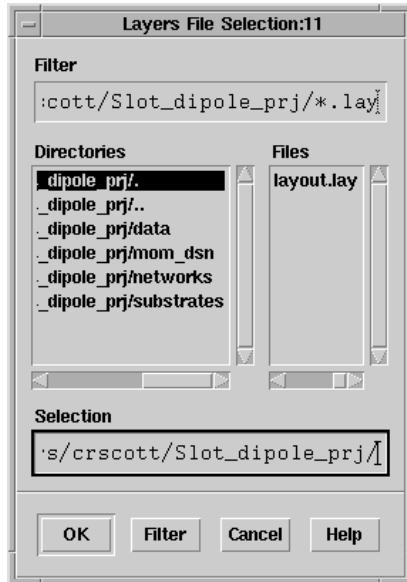 Layers File Selection:11
Filter
:cott/Slot_dipole_prj/*.lay
Directories
Files
._dipole_prj/.
._dipole_prj/..
._dipole_prj/data
._dipole_prj/mom_dsn
._dipole_prj/networks
._dipole_prj/substrates
layout.lay
Selection
's/crscott/Slot_dipole_prj/
OK
Filter
Cancel
Help